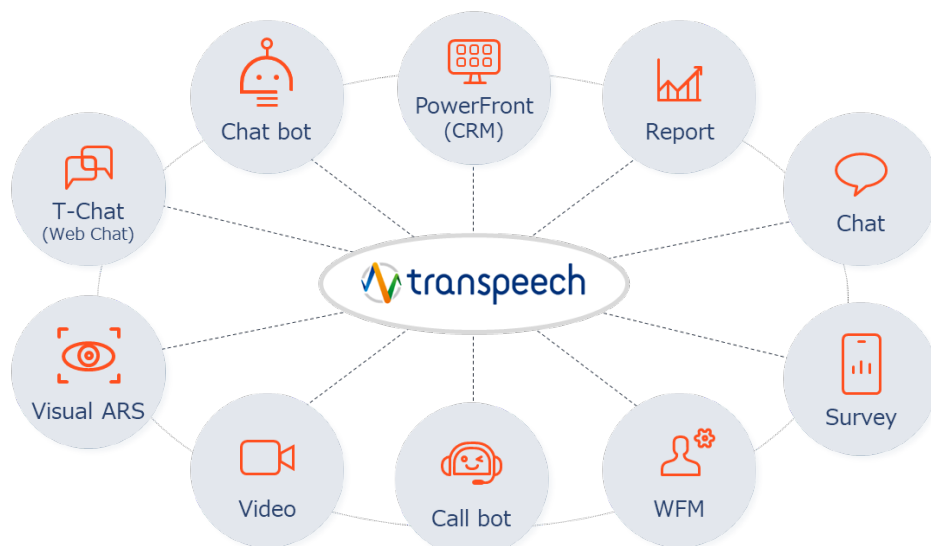 Chat bot
PowerFront
(CRM)
Report
T-Chat
(Web Chat)
Chat
transpeech
Visual ARS
Survey
Video
Call bot
WFM